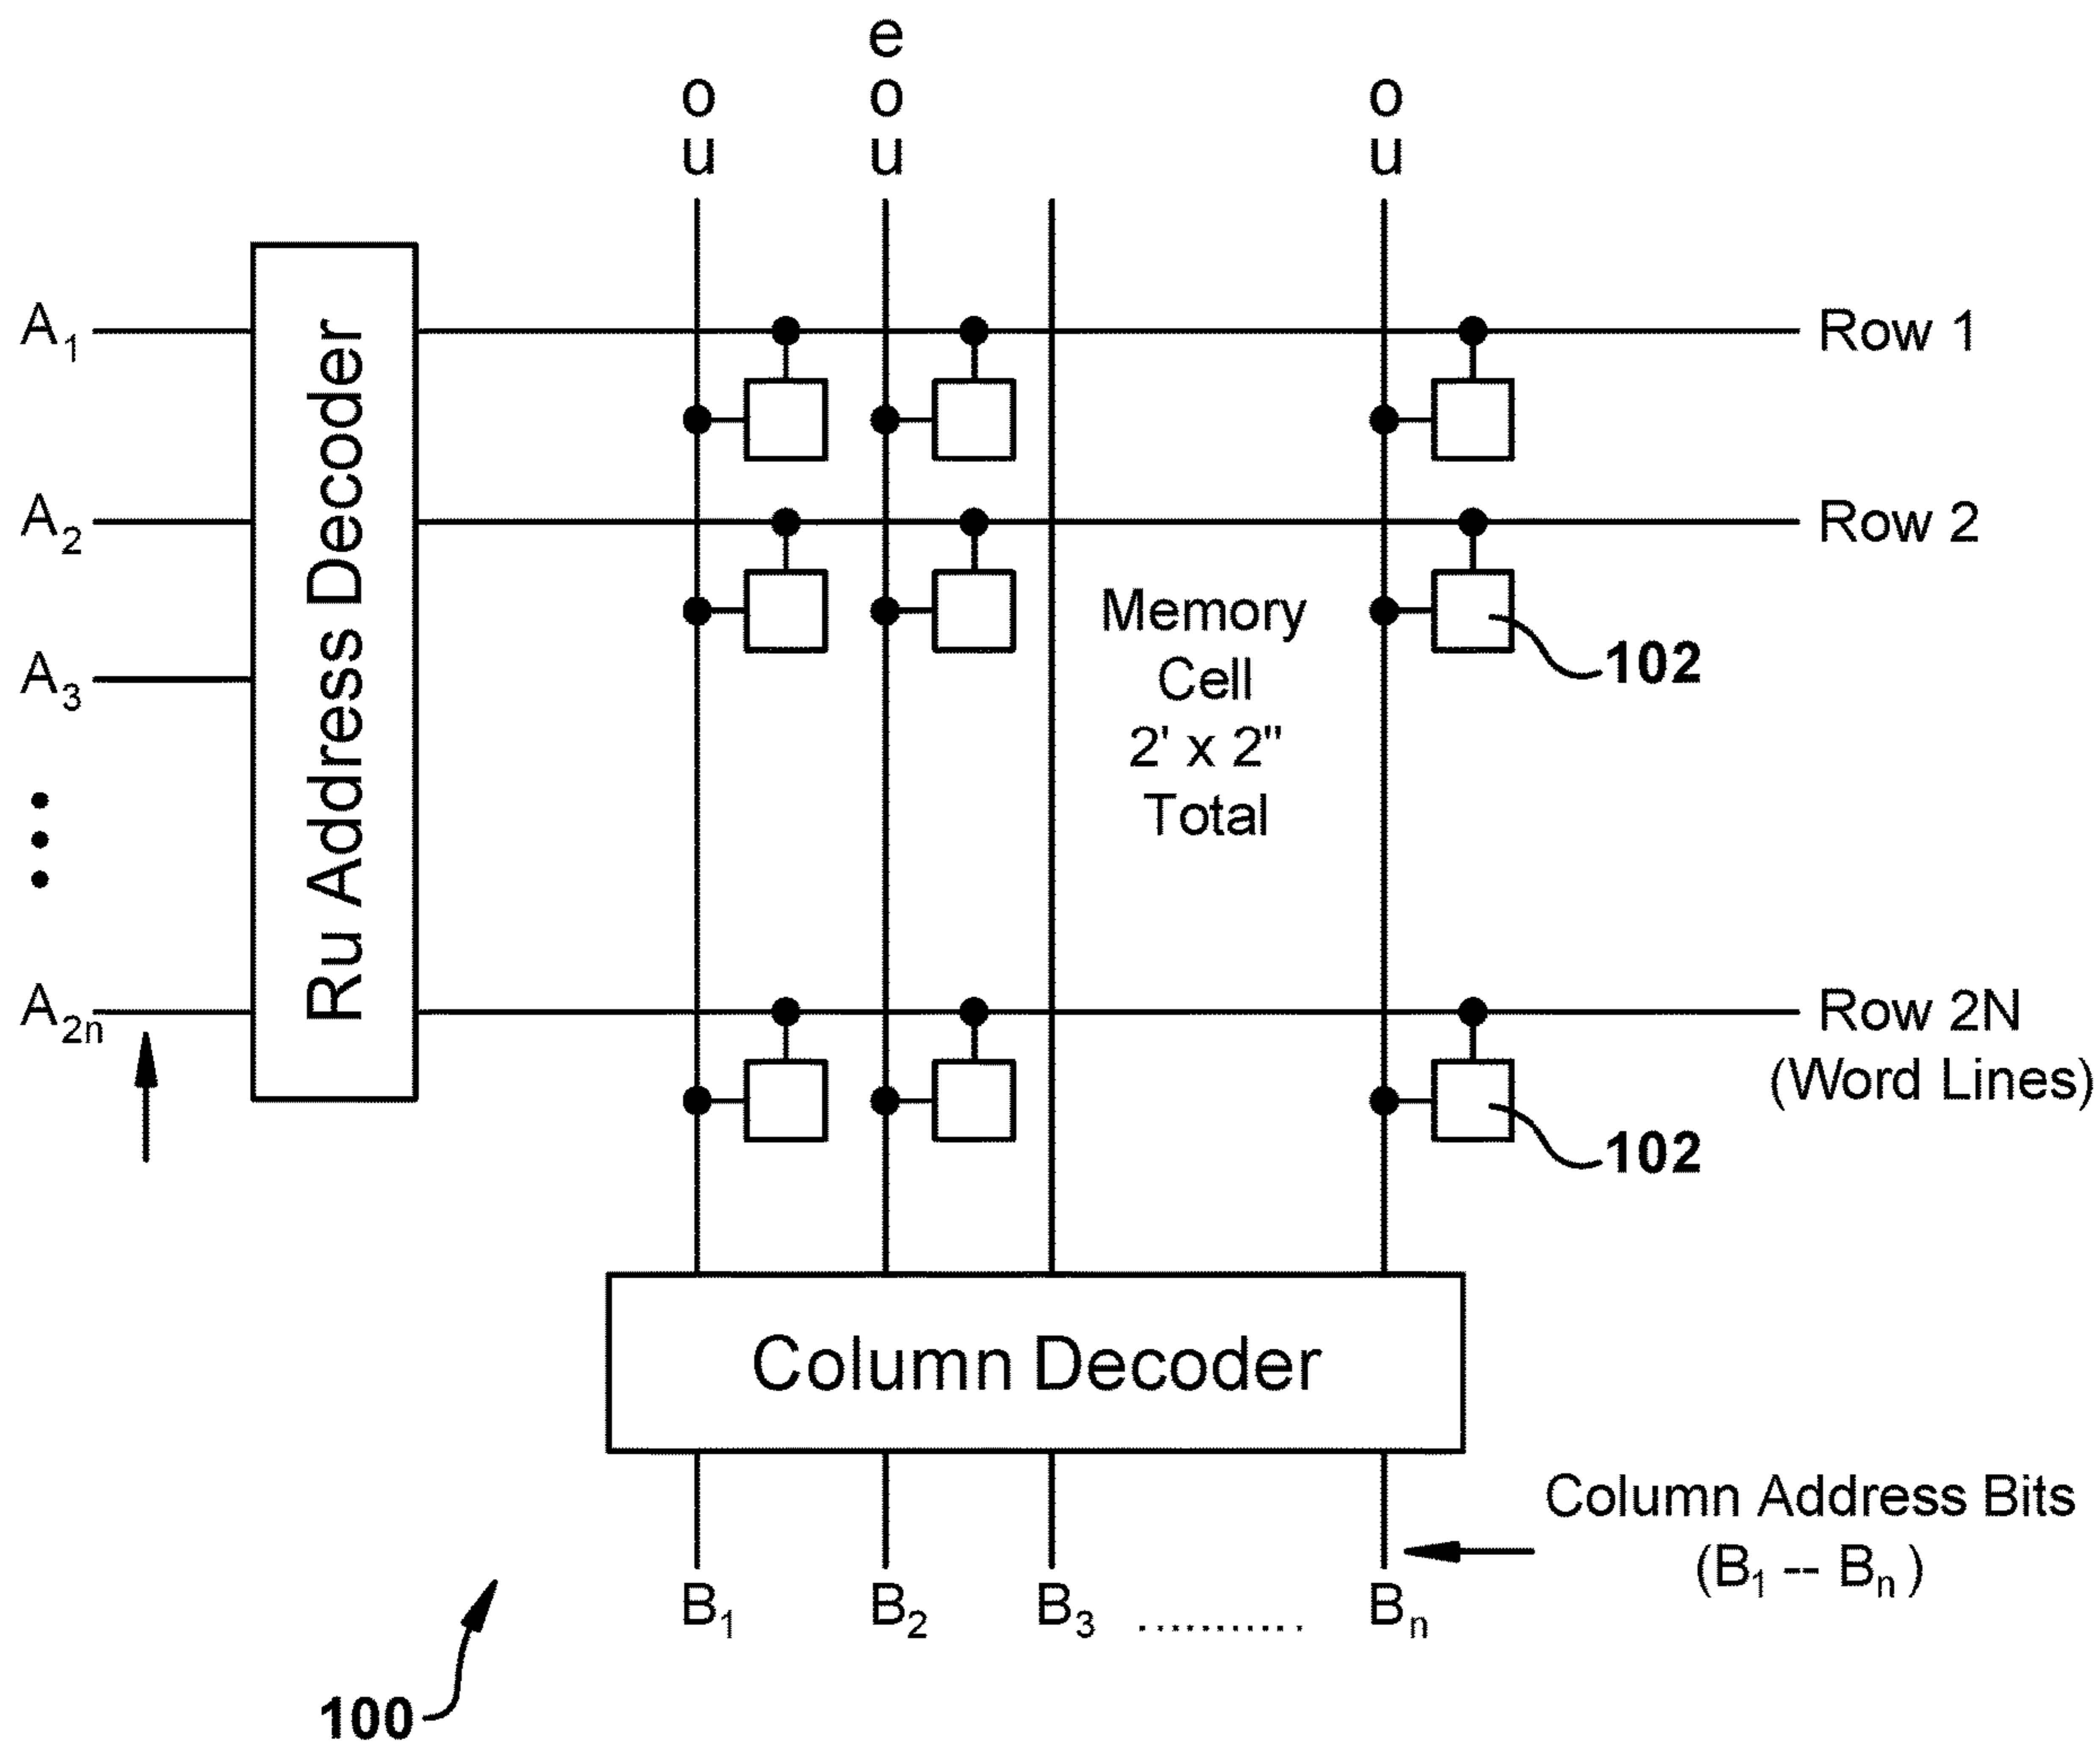 e
o o o
u u u
A1
A2
A3
A2n
Ru Address Decoder
Row 1
Row 2
Memory
Cell
2' x 2"
Total
102
Row 2N
(Word Lines)
102
Column Decoder
Column Address Bits
(B1 -- Bn)
B1 B2 B3 ........... Bn
100